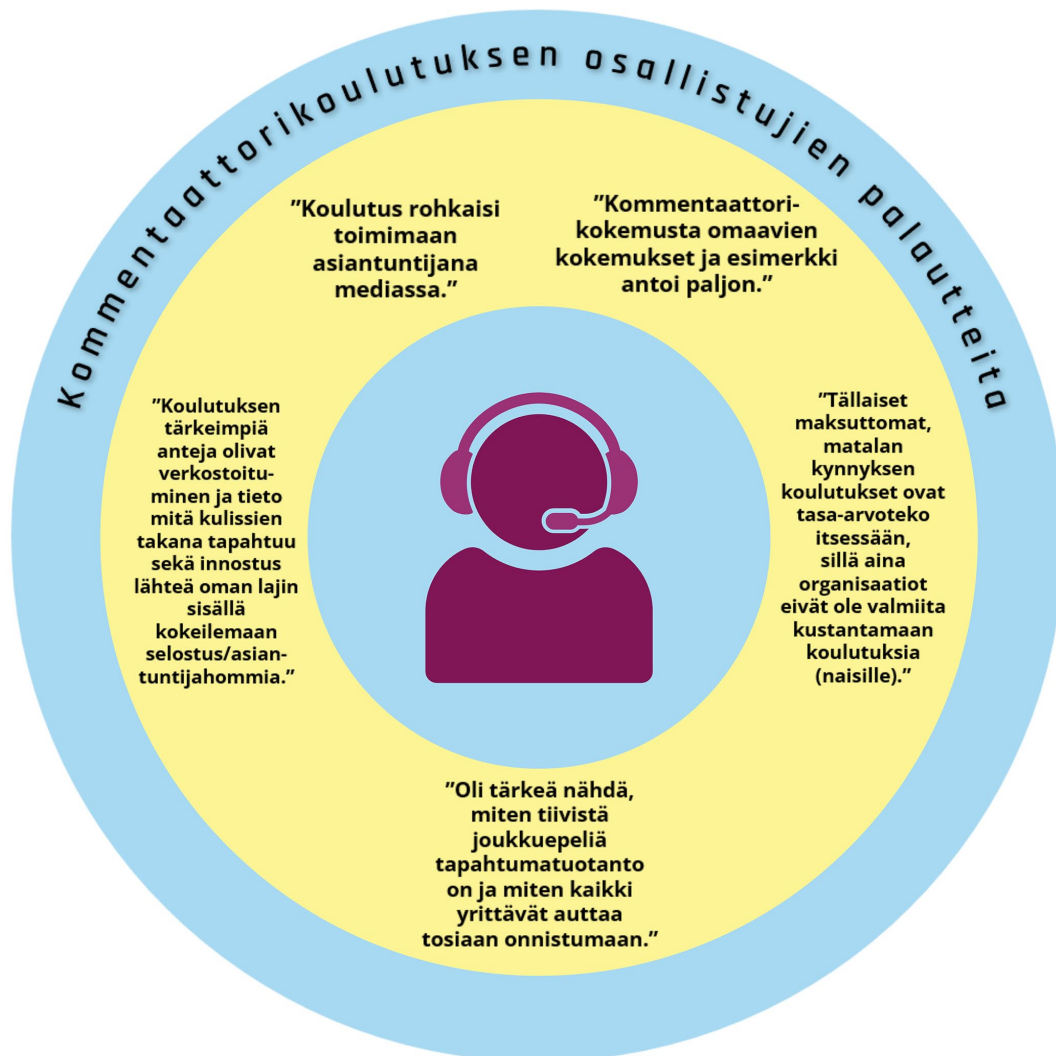 Kommentaattorikoulutuksen osallistujien palautteita
”Koulutus rohkaisi
toimimaan
asiantuntijana
mediassa.”
”Kommentaattori-
kokemusta omaavien
kokemukset ja esimerkki
antoi paljon.”
”Koulutuksen
tärkeimpiä
anteja olivat
verkostoitu-
minen ja tieto
mitä kulissien
takana tapahtuu
sekä innostus
lähteä oman lajin
sisällä
kokeilemaan
selostus/asian-
tuntijahommia.”
”Tällaiset
maksuttomat,
matalan
kynnyksen
koulutukset ovat
tasa-arvoteko
itsessään,
sillä aina
organisaatiot
eivät ole valmiita
kustantamaan
koulutuksia
(naisille).”
”Oli tärkeä nähdä,
miten tiivistä
joukkuepeliä
tapahtumatuotanto
on ja miten kaikki
yrittävät auttaa
tosiaan onnistumaan.”